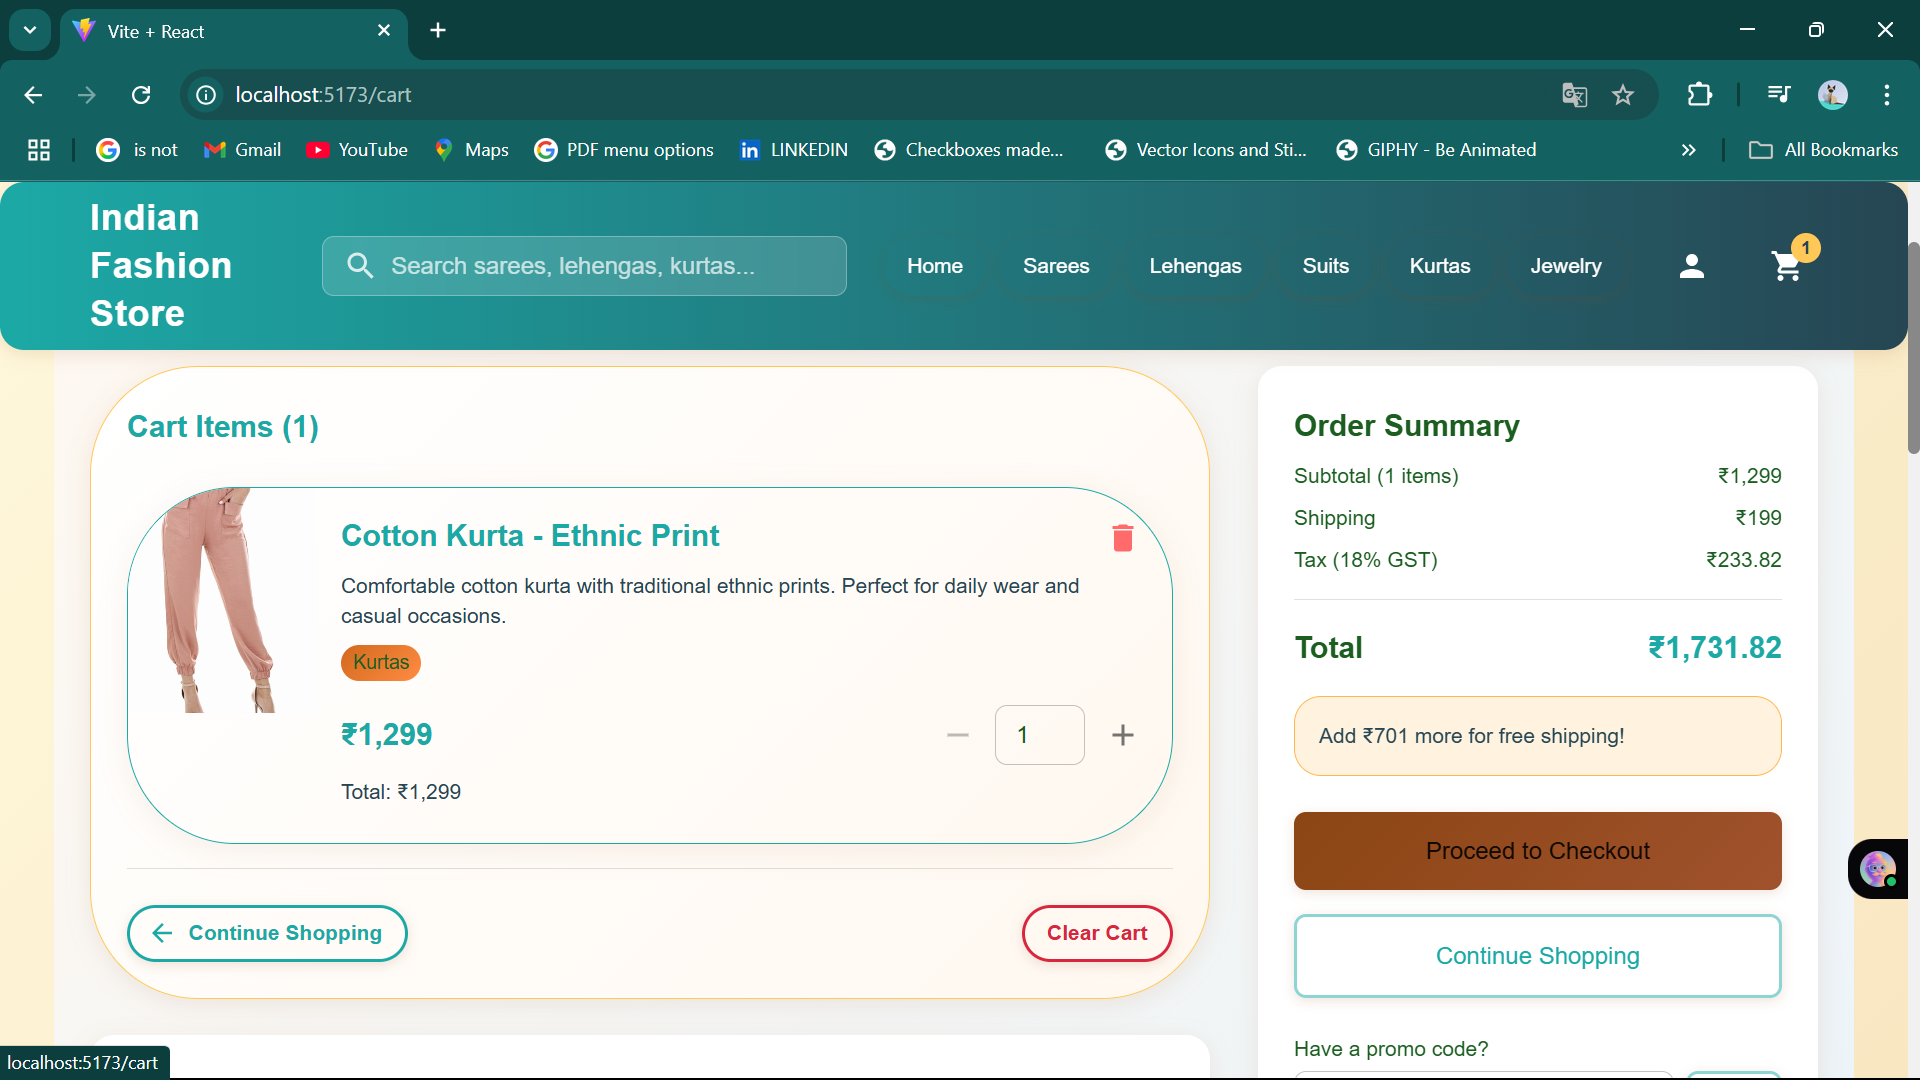 Vite + React
localhost:5173/cart
is not
Gmail
YouTube
Maps
PDF menu options
LINKEDIN
Checkboxes made...
Vector Icons and Sti...
GIPHY - Be Animated
All Bookmarks
Indian
Fashion
Store
Search sarees, lehengas, kurtas...
Home
Sarees
Lehengas
Suits
Kurtas
Jewelry
1
Cart Items (1)
Cotton Kurta - Ethnic Print
Comfortable cotton kurta with traditional ethnic prints. Perfect for daily wear and
casual occasions.
Kurtas
₹1,299
1
Total: ₹1,299
Continue Shopping
Clear Cart
Order Summary
Subtotal (1 items) ₹1,299
Shipping ₹199
Tax (18% GST) ₹233.82
Total ₹1,731.82
Add ₹701 more for free shipping!
Proceed to Checkout
Continue Shopping
Have a promo code?
localhost:5173/cart